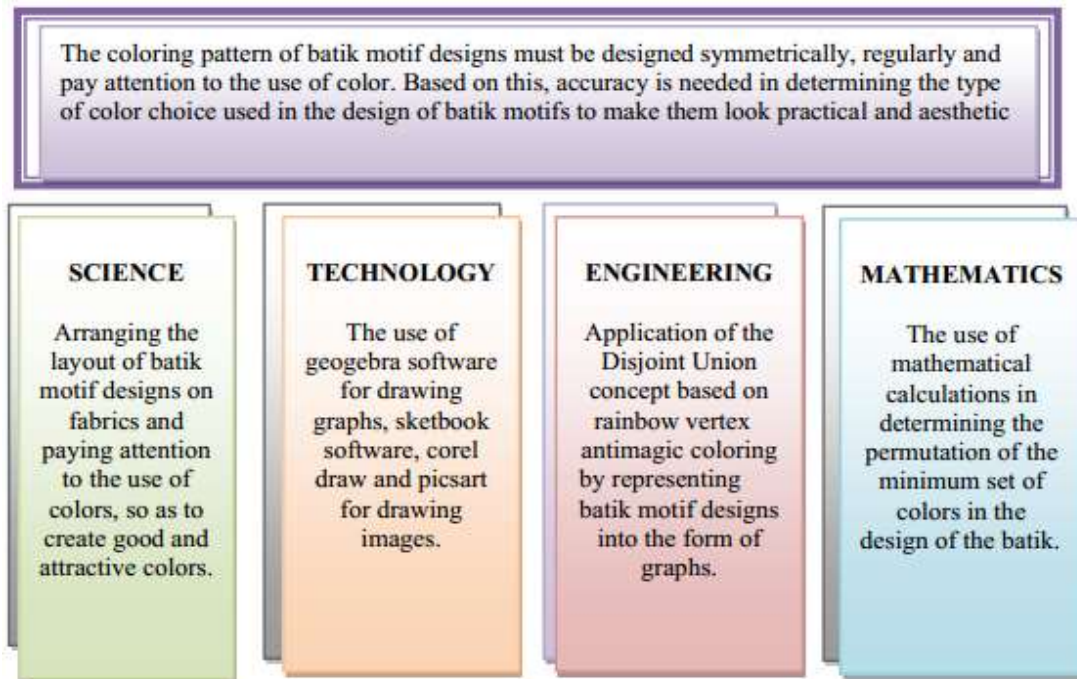 The coloring pattern of batik motif designs must be designed symmetrically, regularly and
pay attention to the use of color. Based on this, accuracy is needed in determining the type
of color choice used in the design of batik motifs to make them look practical and aesthetic
SCIENCE
Arranging the
layout of batik
motif designs on
fabrics and
paying attention
to the use of
colors, so as to
create good and
attractive colors.
TECHNOLOGY
The use of
geogebra software
for drawing
graphs, sketbook
software, corel
draw and picsart
for drawing
images.
ENGINEERING
Application of the
Disjoint Union
concept based on
rainbow vertex
antimagic coloring
by representing
batik motif designs
into the form of
graphs.
MATHEMATICS
The use of
mathematical
calculations in
determining the
permutation of the
minimum set of
colors in the
design of the batik.